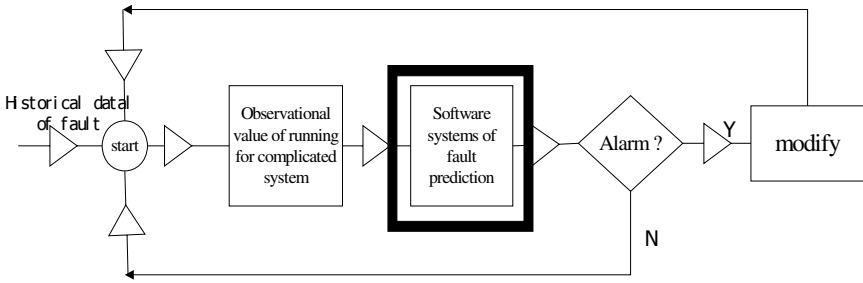 Historical datal
of fault
start
Observational
value of running
for complicated
system
Software
systems of
fault
prediction
Alarm ?
Y
modify
N